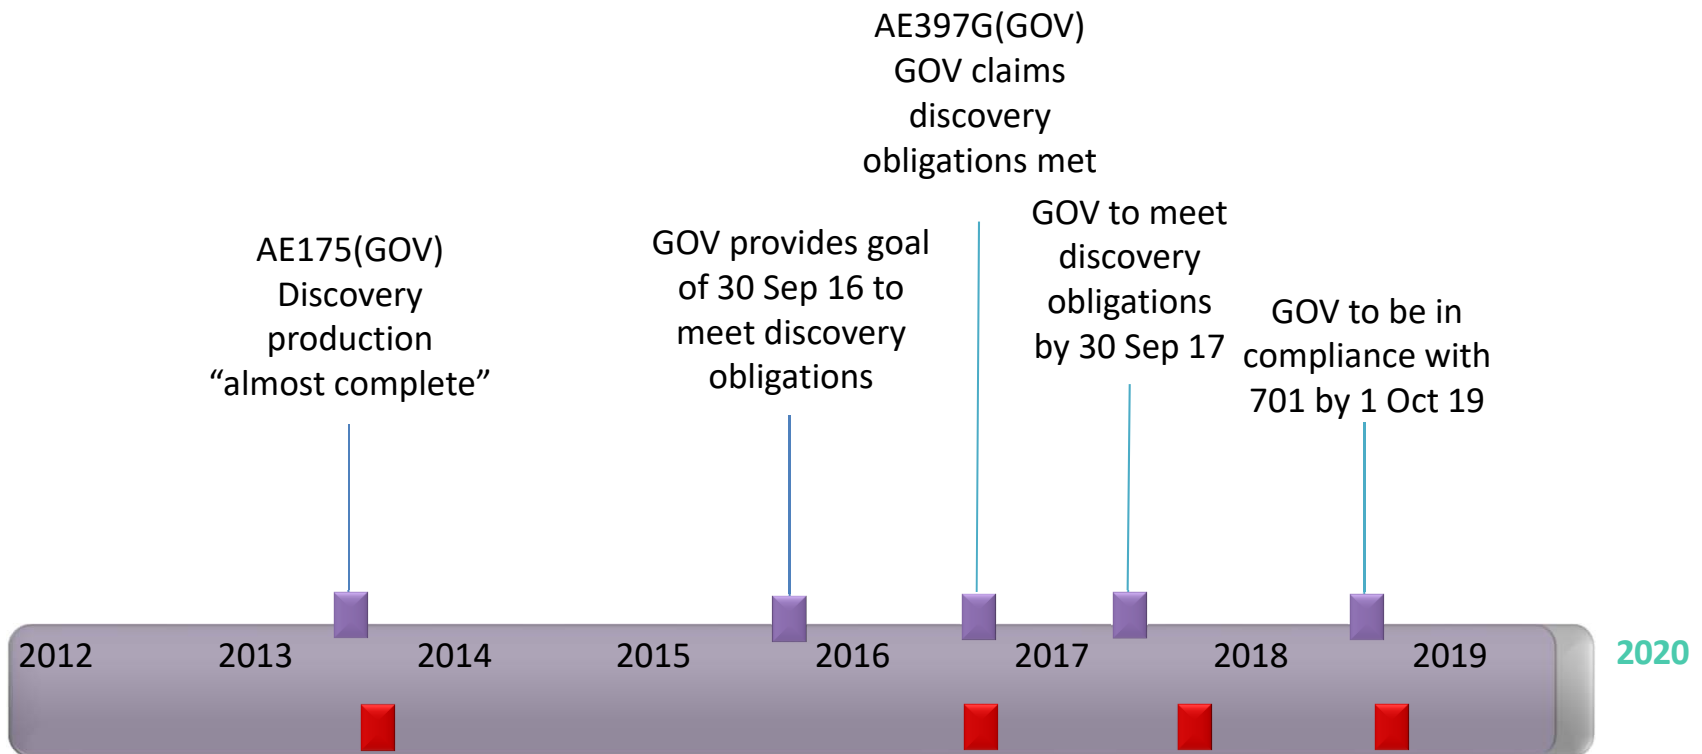 AE397G(GOV)
GOV claims
discovery
obligations met
AE175(GOV)
Discovery
production
“almost complete”
GOV provides goal
of 30 Sep 16 to
meet discovery
obligations
GOV to meet
discovery
obligations
by 30 Sep 17
GOV to be in
compliance with
701 by 1 Oct 19
2012 2013 2014 2015 2016 2017 2018 2019 2020